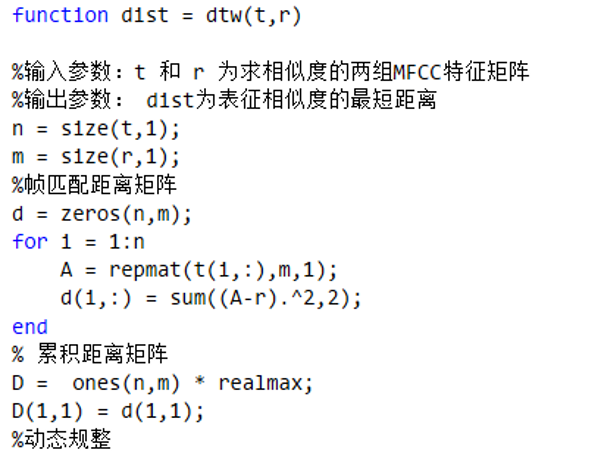 function dist = dtw(t,r)
%输入参数：t 和 r 为求相似度的两组MFCC特征矩阵
%输出参数： dist为表征相似度的最短距离
n = size(t,1);
m = size(r,1);
%帧匹配距离矩阵
d = zeros(n,m);
for i = 1:n
    A = repmat(t(i,:),m,1);
    d(i,:) = sum((A-r).^2,2);
end
% 累积距离矩阵
D =  ones(n,m) * realmax;
D(1,1) = d(1,1);
%动态规整